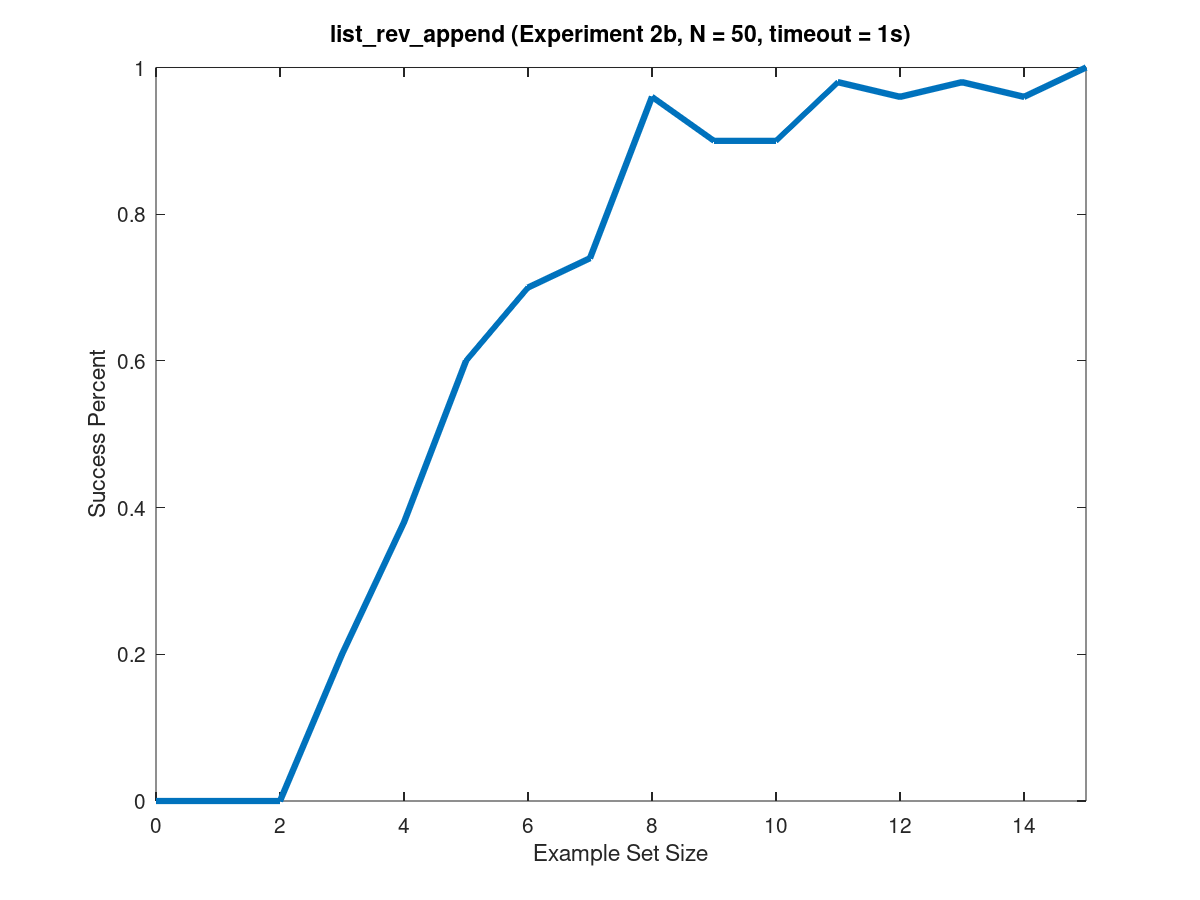 list_rev_append (Experiment 2b, N = 50, timeout = 1s)
1
0.8
0.6
0.4
0.2
0
Success Percent
0 2 4 6 8 10 12 14
Example Set Size